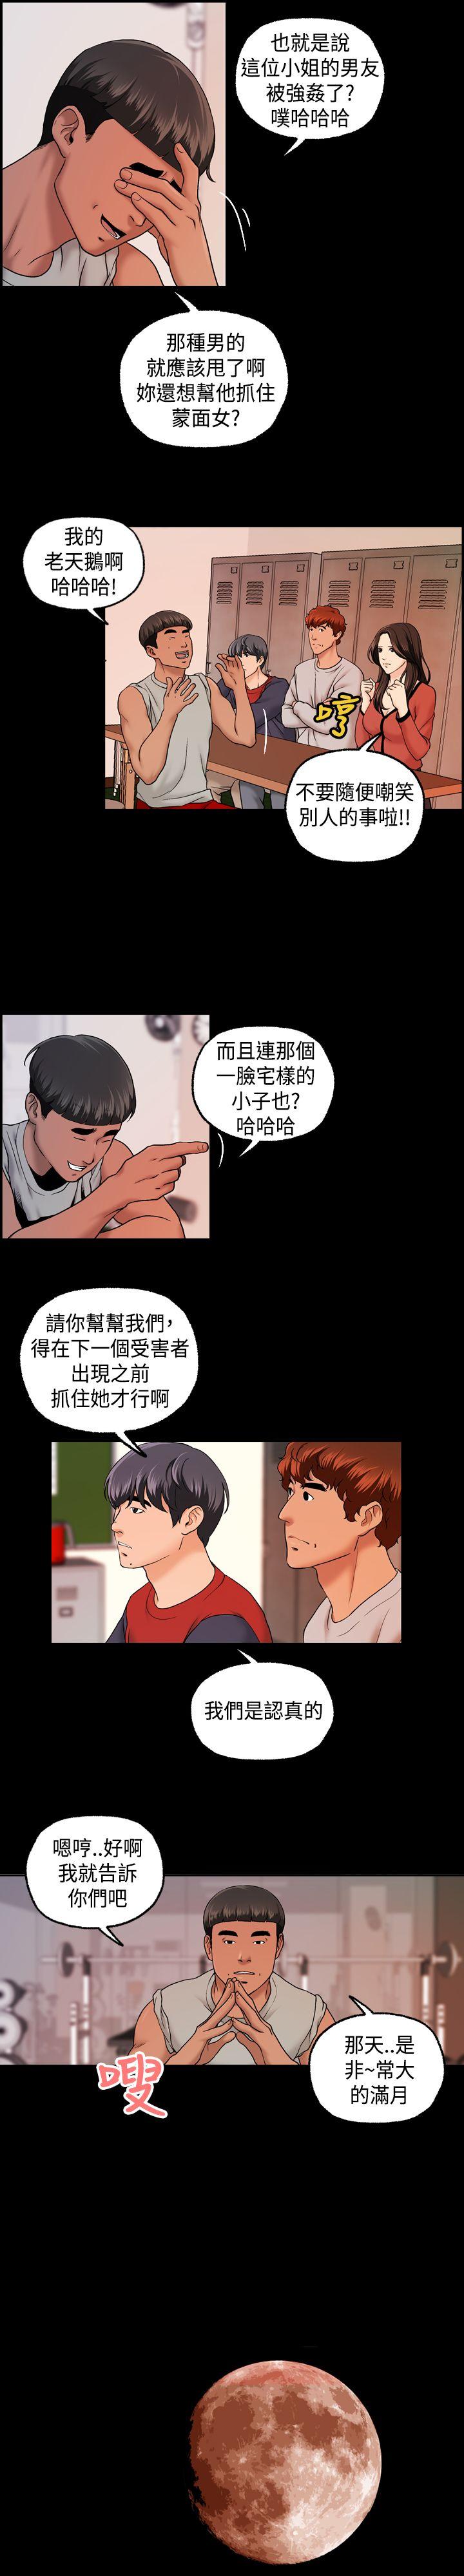 也就是說
這位小姐的男友
被強姦了?
噗哈哈哈
那種男的
就應該甩了啊
妳還想幫他抓住
蒙面女?
我的
老天鵝啊
哈哈哈!
哼
不要隨便嘲笑
別人的事啦!!
而且連那個
一臉宅樣的
小子也?
哈哈哈
請你幫幫我們,
得在下一個受害者
出現之前
抓住她才行啊
我們是認真的
嗯哼..好啊
我就告訴
你們吧
嗖
那天..是
非~常大
的滿月